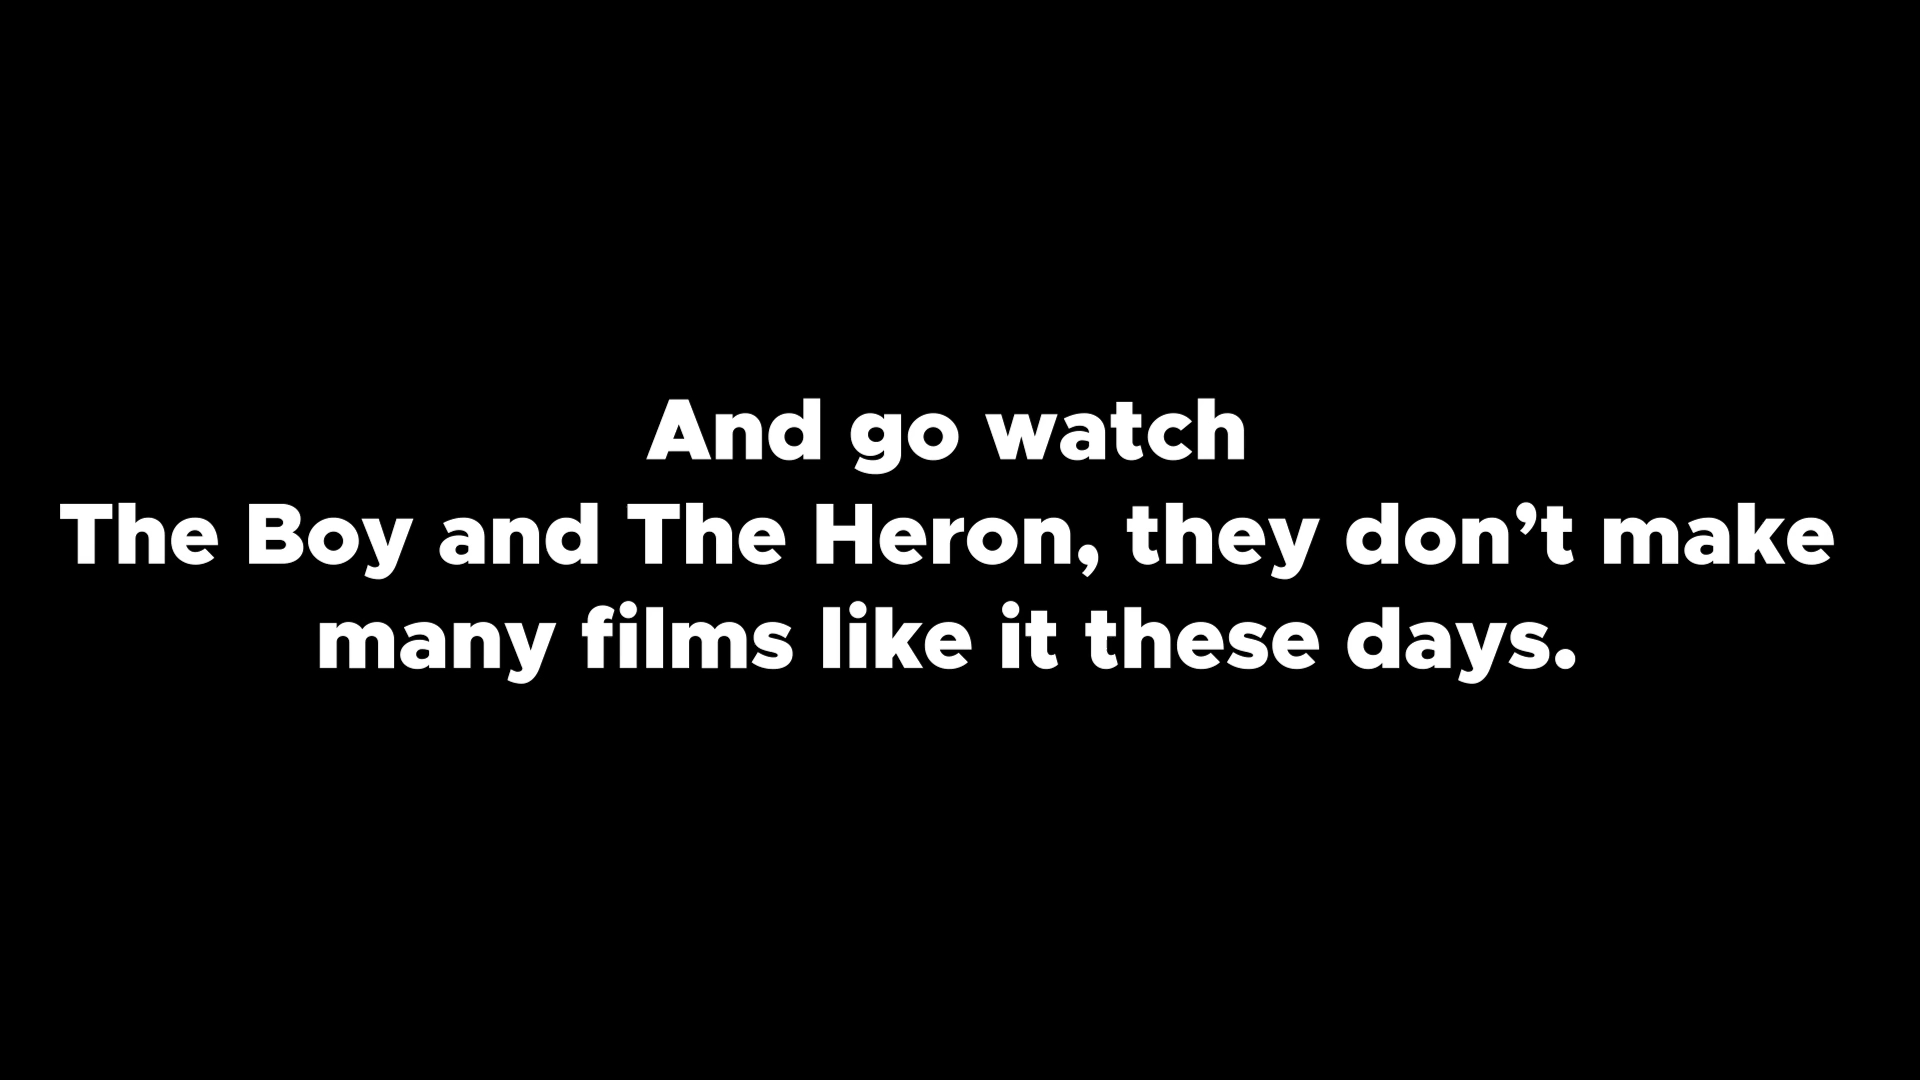 And go watch
The Boy and The Heron, they don’t make
many films like it these days.